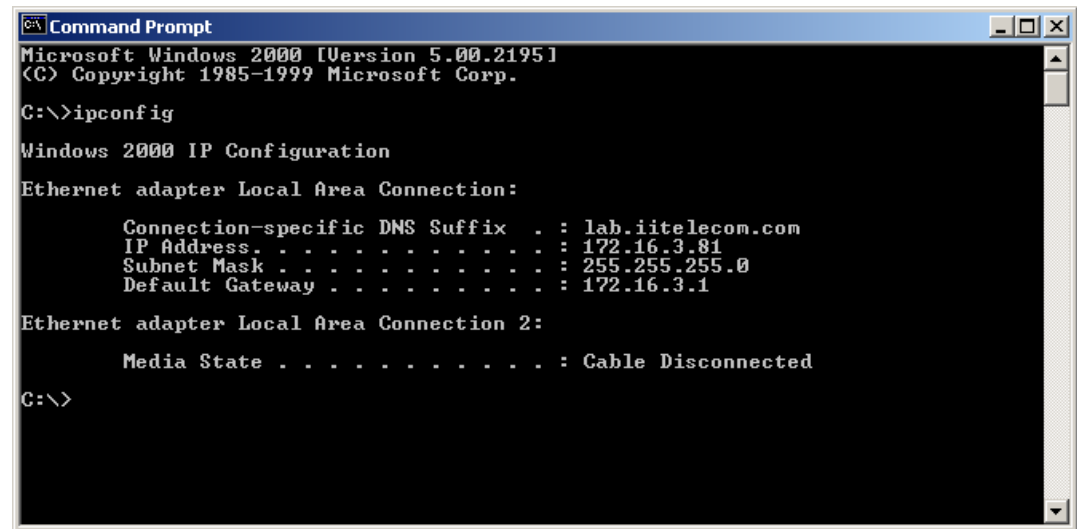 Command Prompt
Microsoft Windows 2000 [Version 5.00.2195]
(C) Copyright 1985-1999 Microsoft Corp.
C:\>ipconfig
Windows 2000 IP Configuration
Ethernet adapter Local Area Connection:
Connection-specific DNS Suffix . : lab.iitelecom.com
IP Address. . . . . . . . . . . . : 172.16.3.81
Subnet Mask . . . . . . . . . . . : 255.255.255.0
Default Gateway . . . . . . . . . : 172.16.3.1
Ethernet adapter Local Area Connection 2:
Media State . . . . . . . . . . . : Cable Disconnected
C:\>